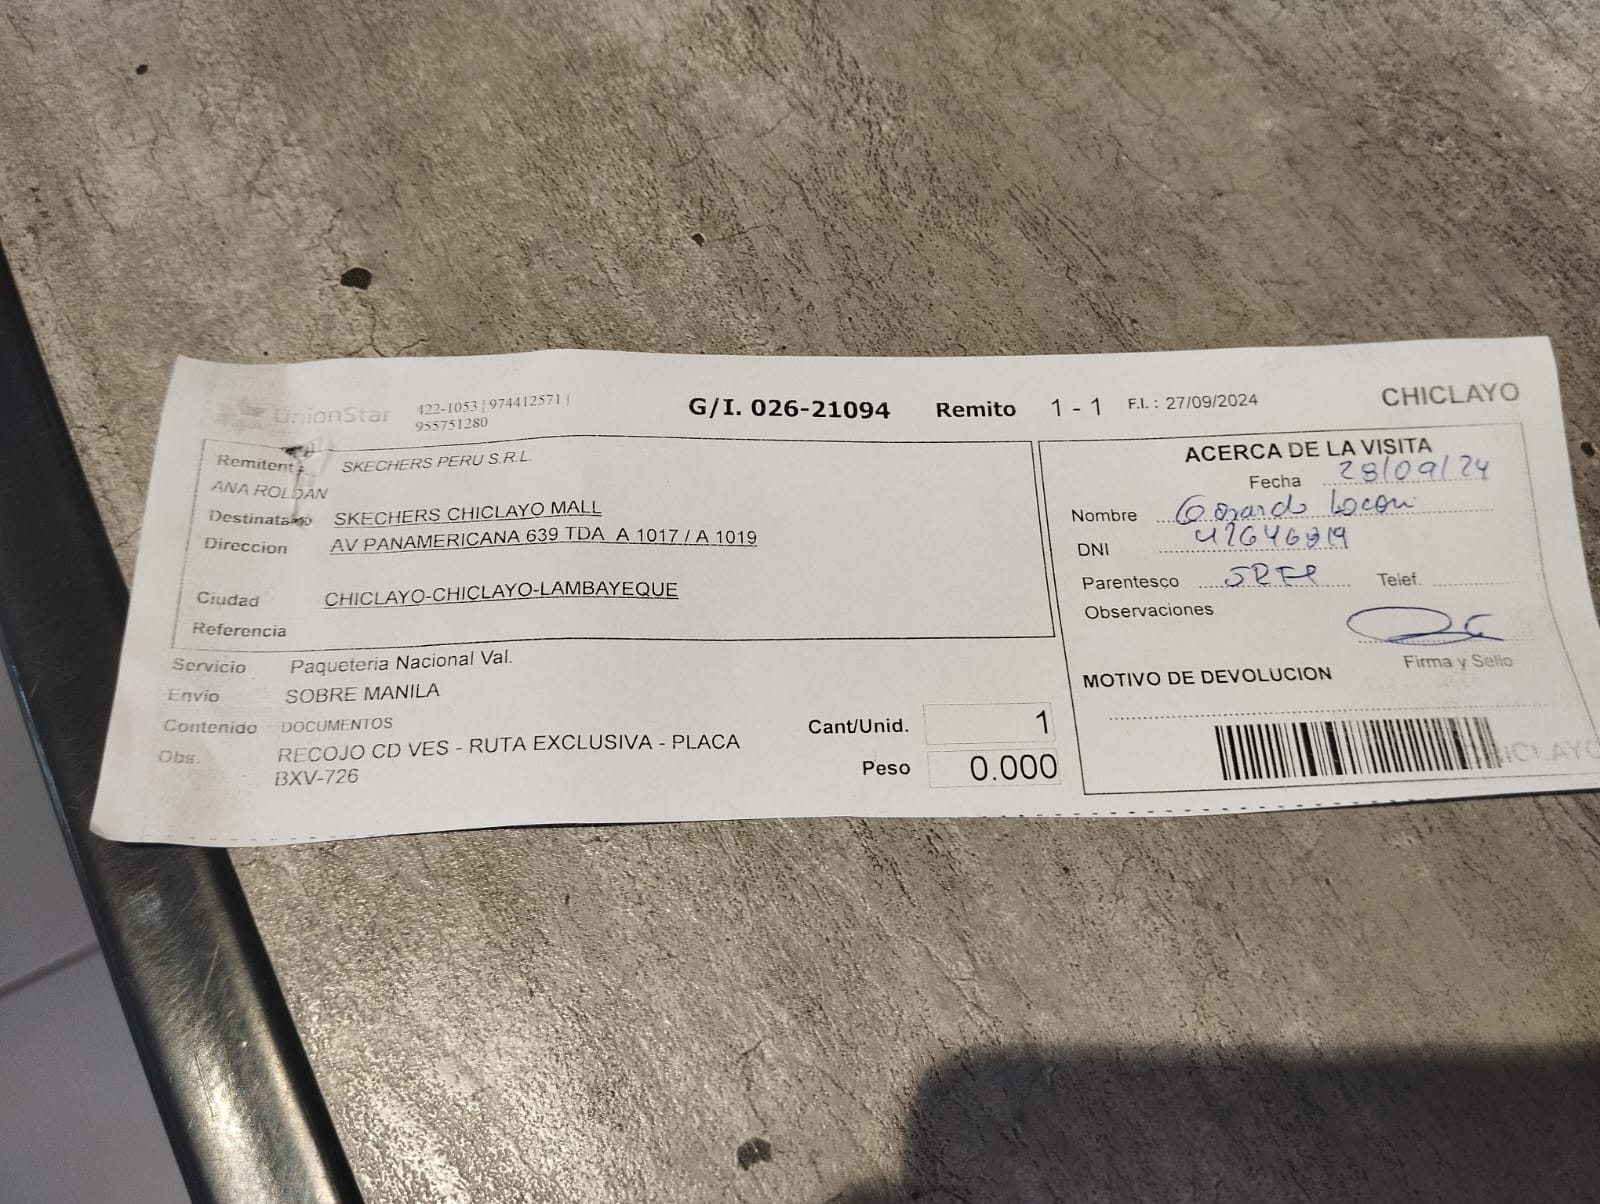 UnionStar
422-1053 | 974412571 |
955751280
G/I. 026-21094
Remito 1 - 1
F.I. : 27/09/2024
CHICLAYO
SKECHERS PERU S.R.L.
ANA ROLDAN
SKECHERS CHICLAYO MALL
Direccion AV PANAMERICANA 639 TDA A 1017 / A 1019
Ciudad CHICLAYO-CHICLAYO-LAMBAYEQUE
Referencia
Servicio Paqueteria Nacional Val.
Envio SOBRE MANILA
Contenido DOCUMENTOS
Obs. RECOJO CD VES - RUTA EXCLUSIVA - PLACA
BXV-726
Cant/Unid. 1
Peso 0.000
ACERCA DE LA VISITA
Fecha 28/09/24
Nombre
DNI
Parentesco
Telef.
Observaciones
Firma y Sello
MOTIVO DE DEVOLUCION
CHICLAYO